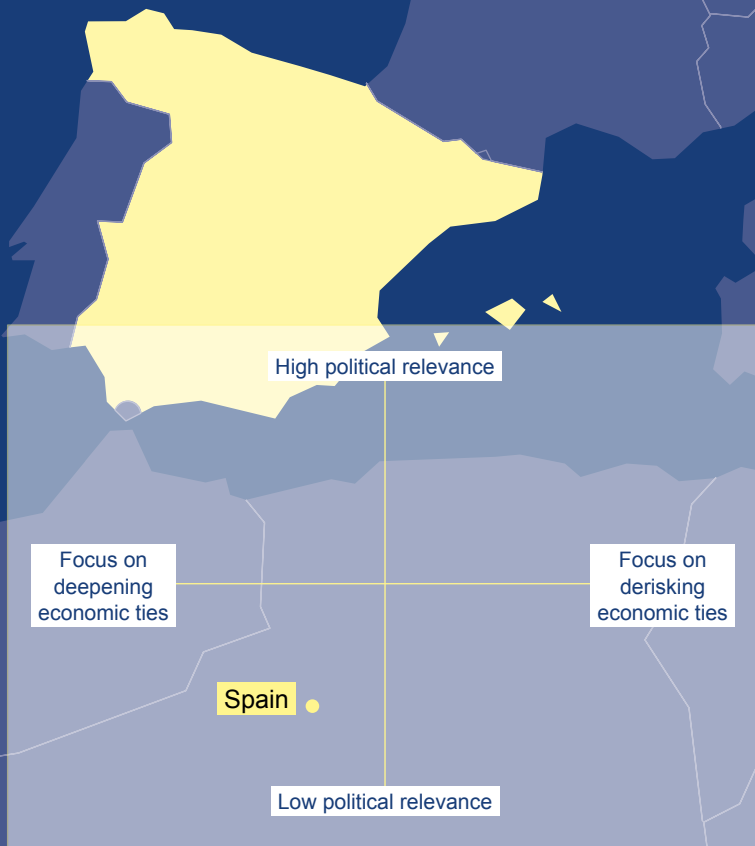 High political relevance
Focus on
deepening
economic ties
Focus on
derisking
economic ties
Spain
Low political relevance